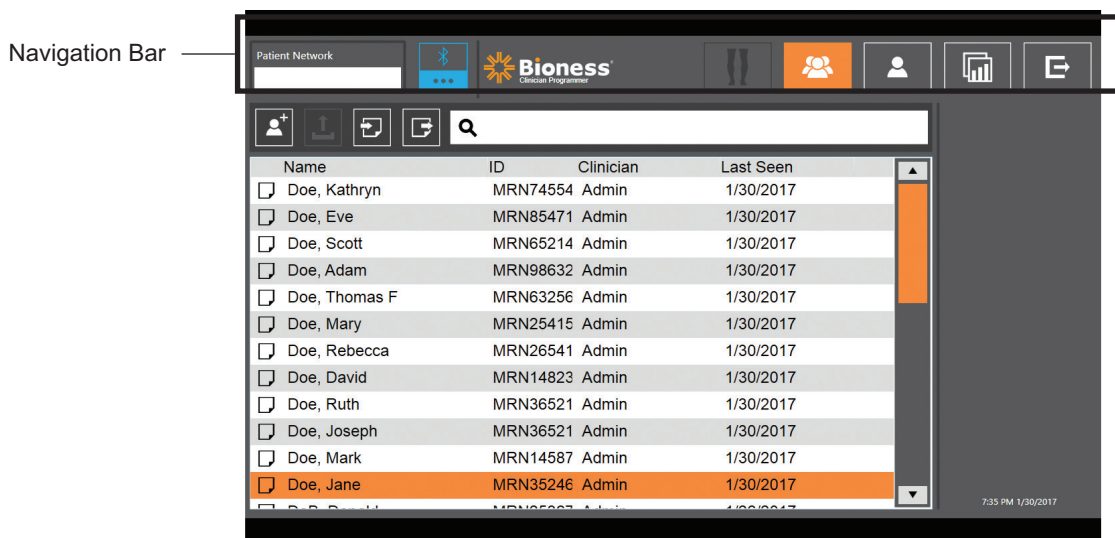 Navigation Bar
Patient Network
Bioness
Clinician Programmer
Name ID Clinician Last Seen
Doe, Kathryn MRN74554 Admin 1/30/2017
Doe, Eve MRN85471 Admin 1/30/2017
Doe, Scott MRN65214 Admin 1/30/2017
Doe, Adam MRN98632 Admin 1/30/2017
Doe, Thomas F MRN63256 Admin 1/30/2017
Doe, Mary MRN25415 Admin 1/30/2017
Doe, Rebecca MRN26541 Admin 1/30/2017
Doe, David MRN14823 Admin 1/30/2017
Doe, Ruth MRN36521 Admin 1/30/2017
Doe, Joseph MRN36521 Admin 1/30/2017
Doe, Mark MRN14587 Admin 1/30/2017
Doe, Jane MRN35246 Admin 1/30/2017
7:35 PM 1/30/2017